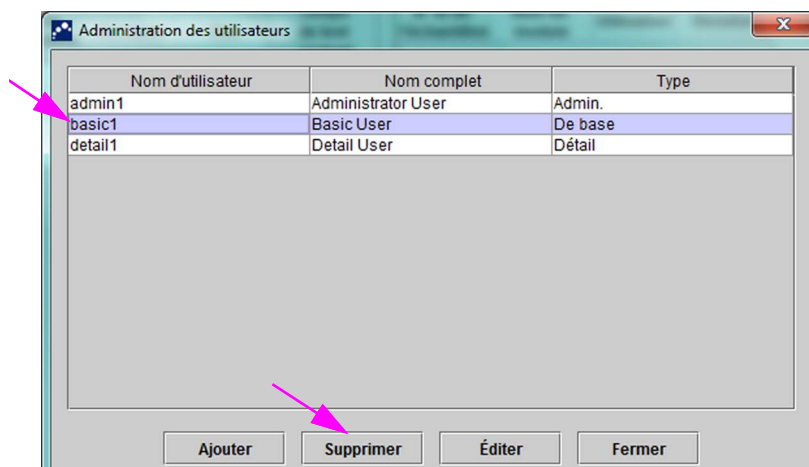 Administration des utilisateurs
Nom d'utilisateur Nom complet Type
admin1 Administrator User Admin.
basic1 Basic User De base
detail1 Detail User Détail
Ajouter Supprimer Éditer Fermer